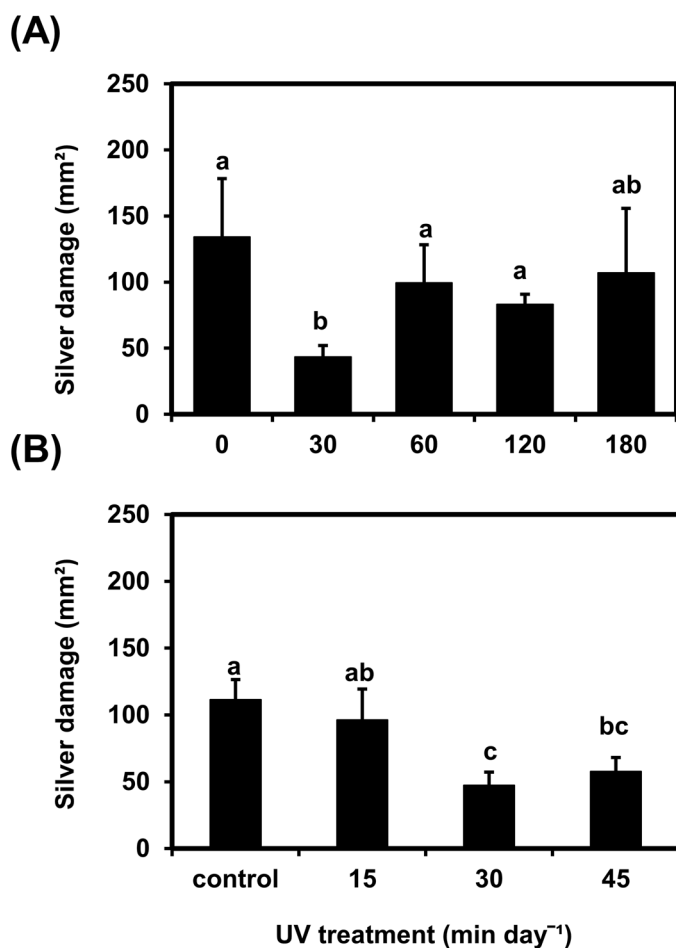 (A)
Silver damage (mm²)
250
200
150
100
50
0
a
b
a
a
ab
0 30 60 120 180
(B)
Silver damage (mm²)
250
200
150
100
50
0
a
ab
c
bc
control 15 30 45
UV treatment (min day⁻¹)